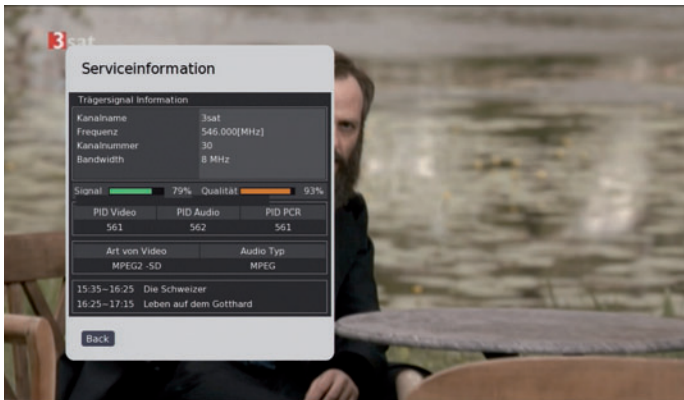 3sat
Serviceinformation
Trägersignal Information
Kanalname 3sat
Frequenz 546.000[MHz]
Kanalnummer 30
Bandwidth 8 MHz
Signal 79% Qualität 93%
PID Video PID Audio PID PCR
561 562 561
Art von Video Audio Typ
MPEG2 -SD MPEG
15:35~16:25 Die Schweizer
16:25~17:15 Leben auf dem Gotthard
Back